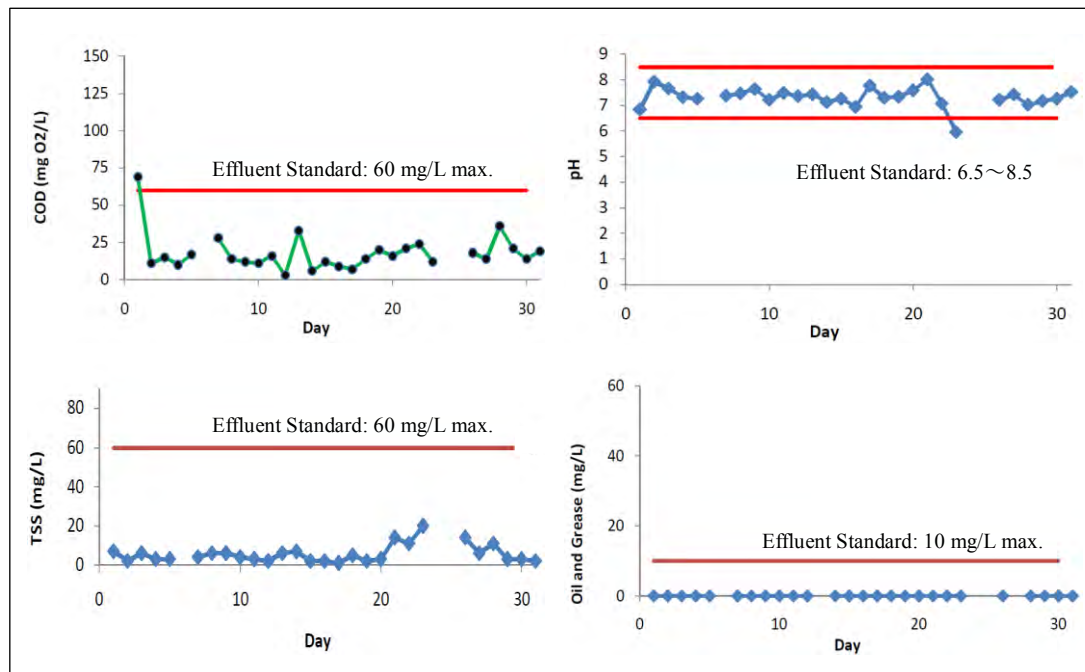 150
125
100
75
50
25
0
COD (mg O2/L)
Effluent Standard: 60 mg/L max.
0 10 20 30
Day
9
8
7
6
5
4
3
2
1
0
pH
Effluent Standard: 6.5～8.5
0 10 20 30
Day
80
60
40
20
0
TSS (mg/L)
Effluent Standard: 60 mg/L max.
0 10 20 30
Day
60
40
20
0
Oil and Grease (mg/L)
Effluent Standard: 10 mg/L max.
0 10 20 30
Day